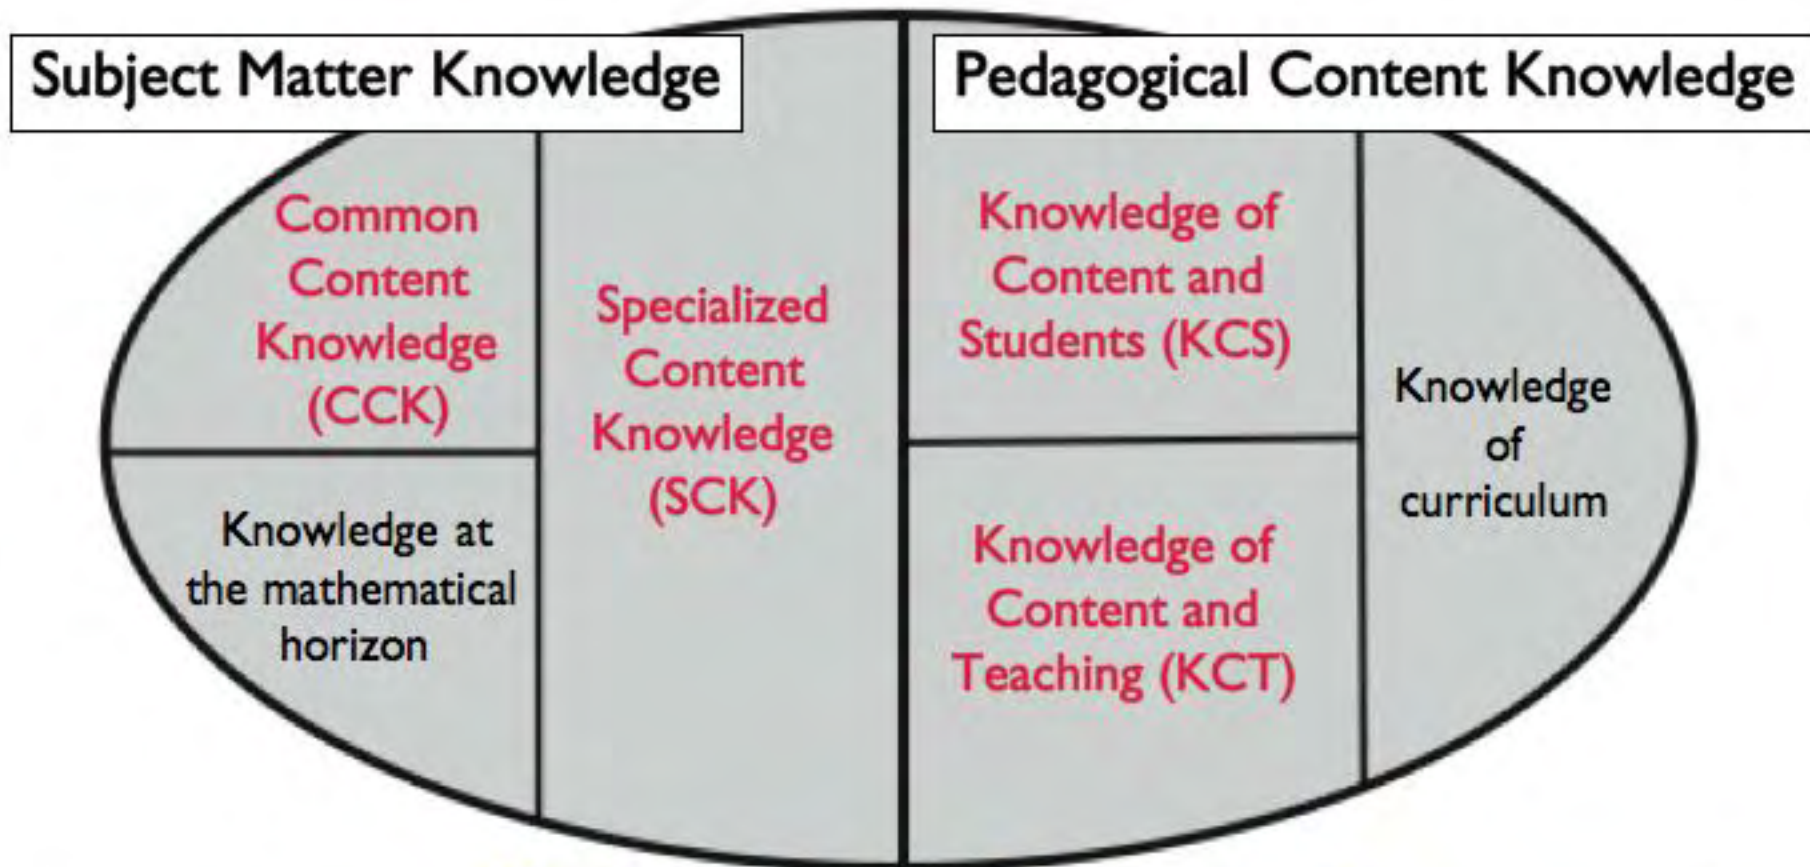 Subject Matter Knowledge
Pedagogical Content Knowledge
Common
Content
Knowledge
(CCK)
Knowledge at
the mathematical
horizon
Specialized
Content
Knowledge
(SCK)
Knowledge of
Content and
Students (KCS)
Knowledge of
Content and
Teaching (KCT)
Knowledge
of
curriculum